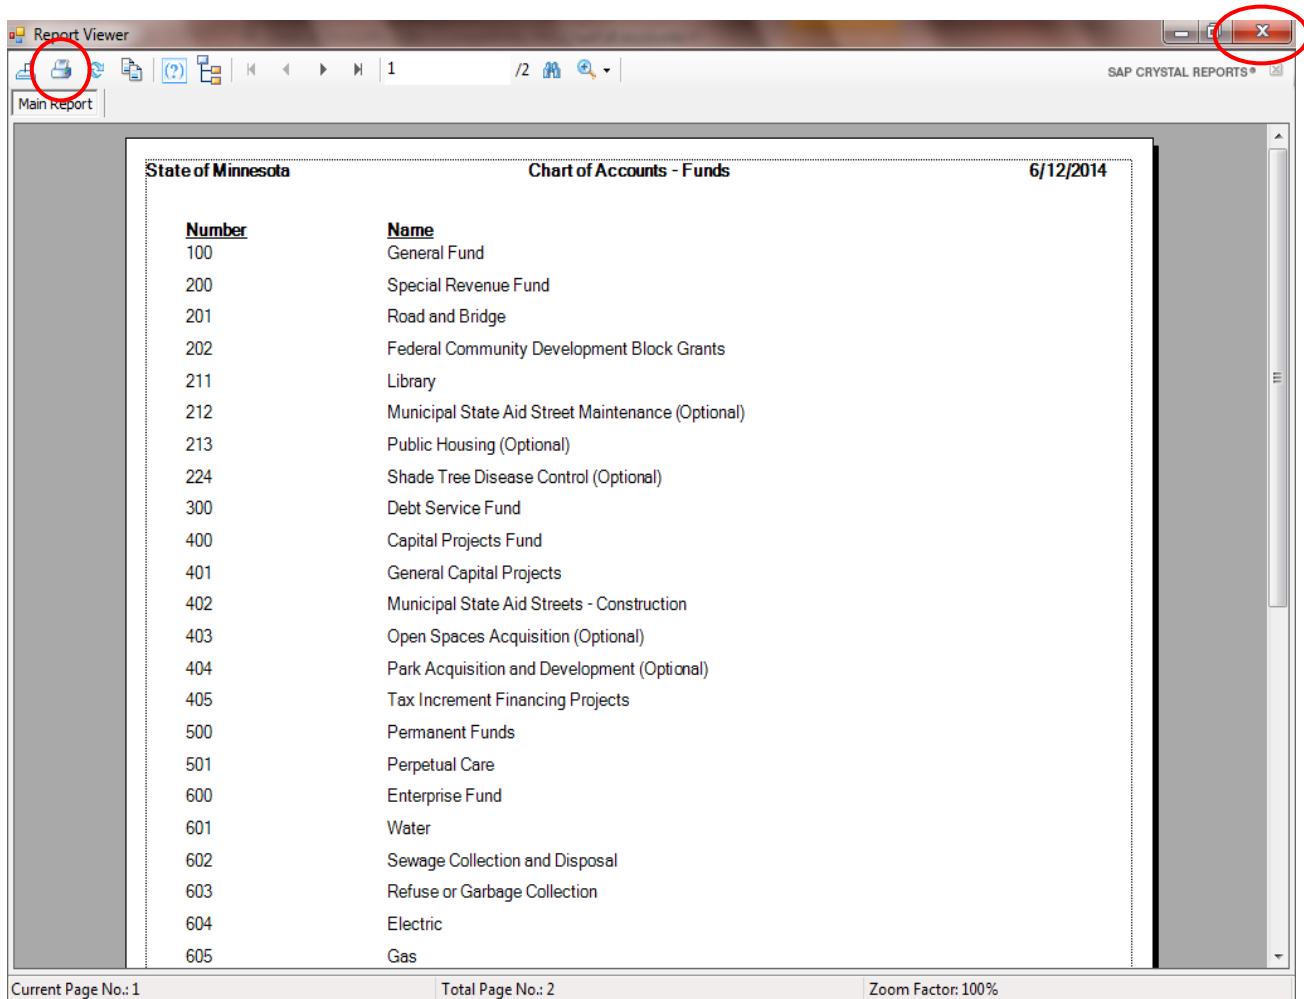 Report Viewer
1 /2 SAP CRYSTAL REPORTS®
Main Report
State of Minnesota Chart of Accounts - Funds 6/12/2014
Number Name
100 General Fund
200 Special Revenue Fund
201 Road and Bridge
202 Federal Community Development Block Grants
211 Library
212 Municipal State Aid Street Maintenance (Optional)
213 Public Housing (Optional)
224 Shade Tree Disease Control (Optional)
300 Debt Service Fund
400 Capital Projects Fund
401 General Capital Projects
402 Municipal State Aid Streets - Construction
403 Open Spaces Acquisition (Optional)
404 Park Acquisition and Development (Optional)
405 Tax Increment Financing Projects
500 Permanent Funds
501 Perpetual Care
600 Enterprise Fund
601 Water
602 Sewage Collection and Disposal
603 Refuse or Garbage Collection
604 Electric
605 Gas
Current Page No.: 1 Total Page No.: 2 Zoom Factor: 100%